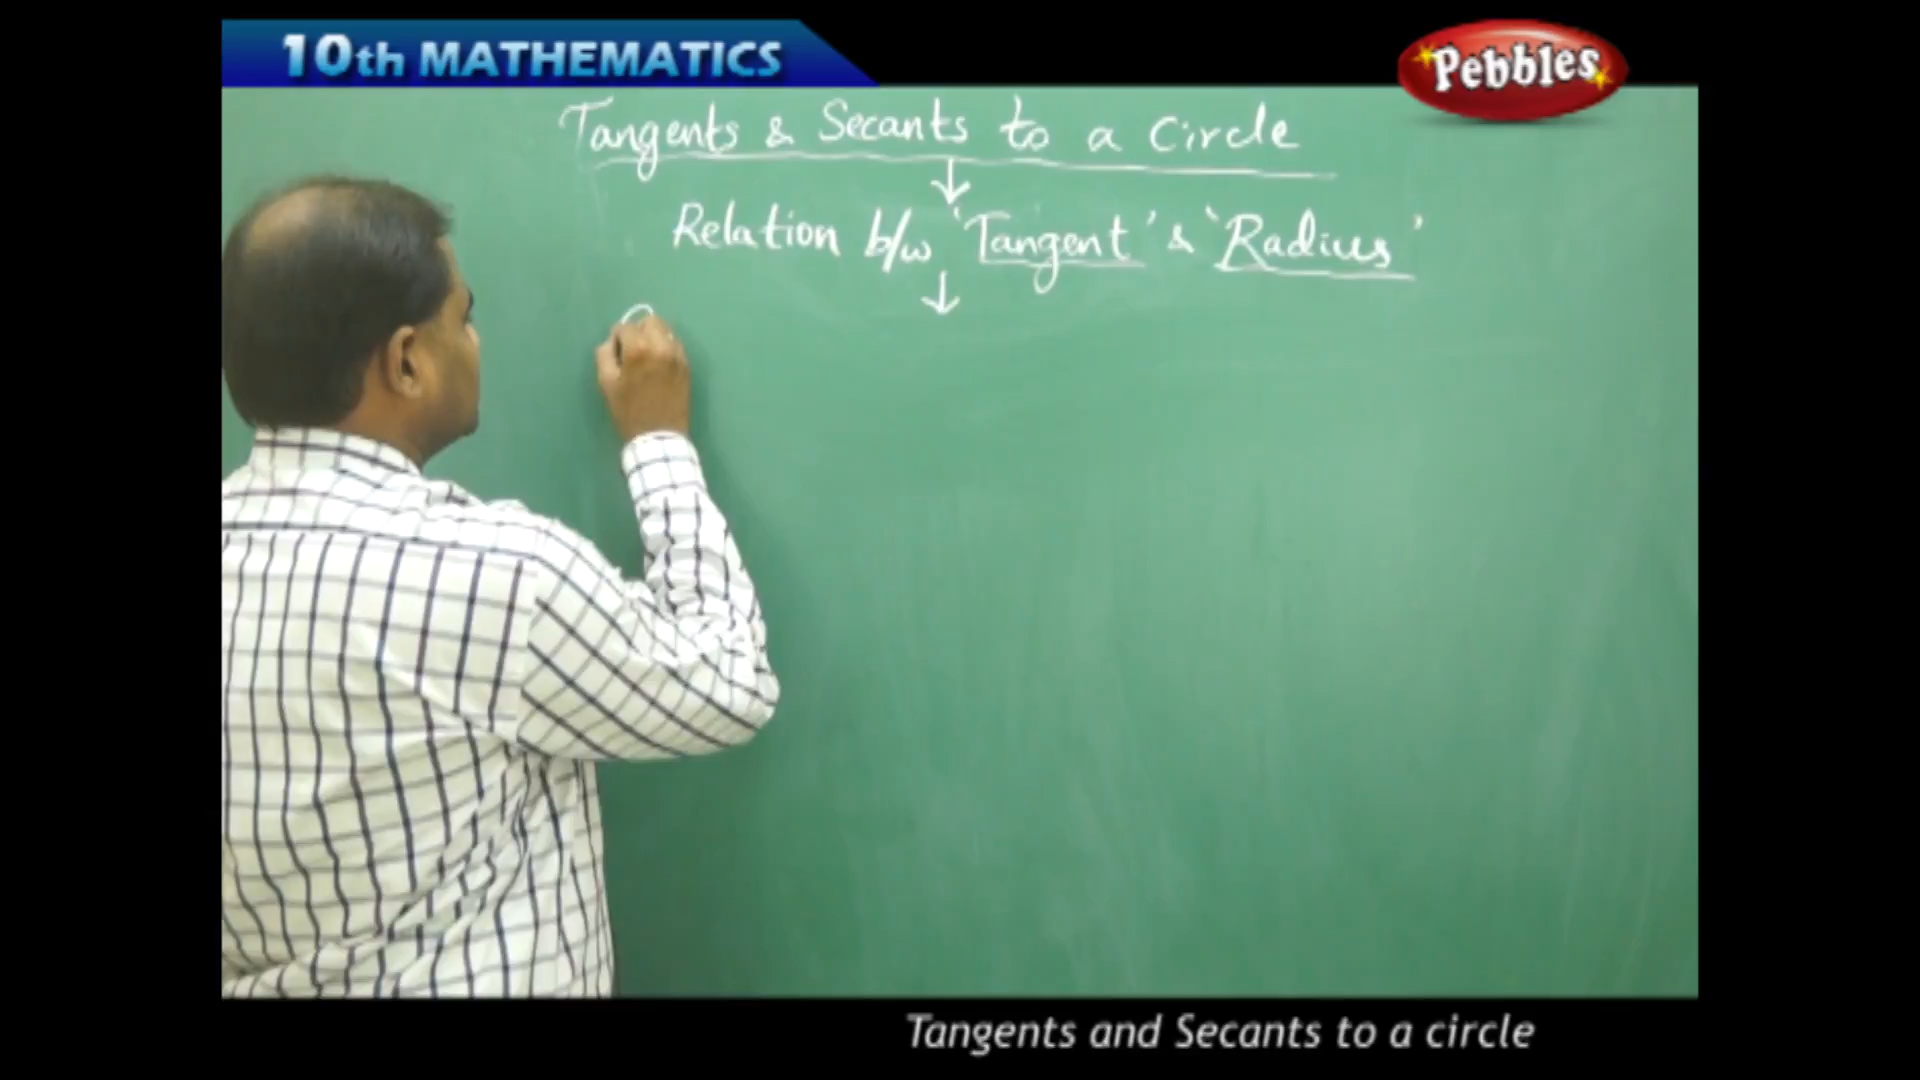 10th MATHEMATICS
Pebbles
Tangents & Secants to a Circle
Relation b/w 'Tangent' & 'Radius'
Tangents and Secants to a circle